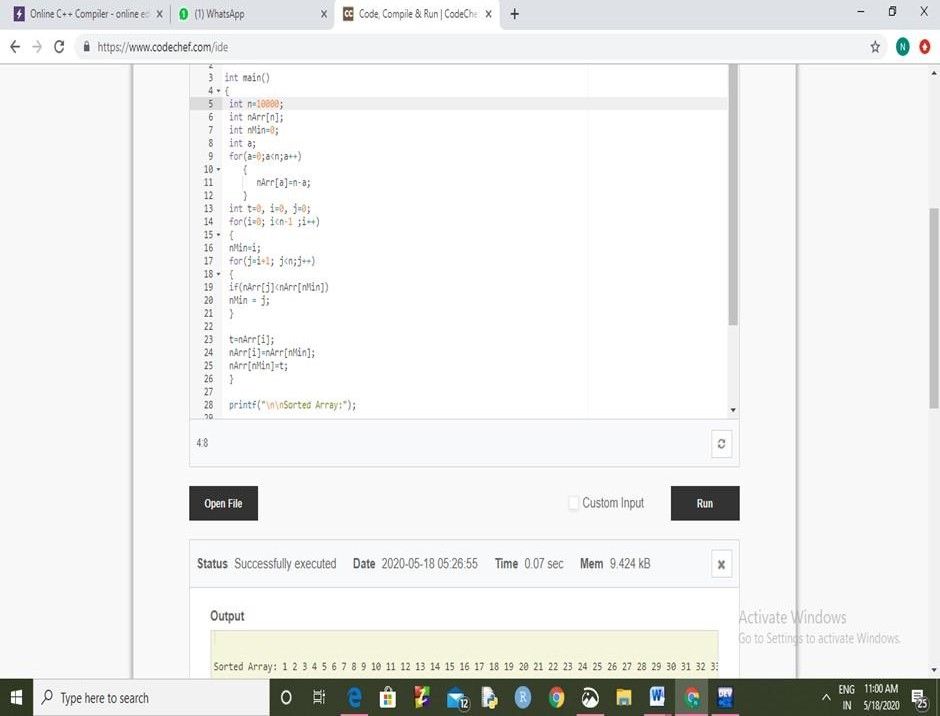 Online C++ Compiler - online ed
(1) WhatsApp
Code, Compile & Run | CodeChe
https://www.codechef.com/ide
N
3 int main()
4 {
5 int n=10000;
6 int nArr[n];
7 int nMin=0;
8 int a;
9 for(a=0;a<n;a++)
10 {
11 nArr[a]=n-a;
12 }
13 int t=0, i=0, j=0;
14 for(i=0; i<n-1 ;i++)
15 {
16 nMin=i;
17 for(j=i+1; j<n;j++)
18 {
19 if(nArr[j]<nArr[nMin])
20 nMin = j;
21 }
22
23 t=nArr[i];
24 nArr[i]=nArr[nMin];
25 nArr[nMin]=t;
26 }
27
28 printf("\n\nSorted Array:");
4:8
Open File
Custom Input
Run
Status Successfully executed Date 2020-05-18 05:26:55 Time 0.07 sec Mem 9.424 kB
Output
Activate Windows
Go to Settings to activate Windows.
Sorted Array: 1 2 3 4 5 6 7 8 9 10 11 12 13 14 15 16 17 18 19 20 21 22 23 24 25 26 27 28 29 30 31 32 33
Type here to search
12
R
ENG 11:00 AM
IN 5/18/2020
25